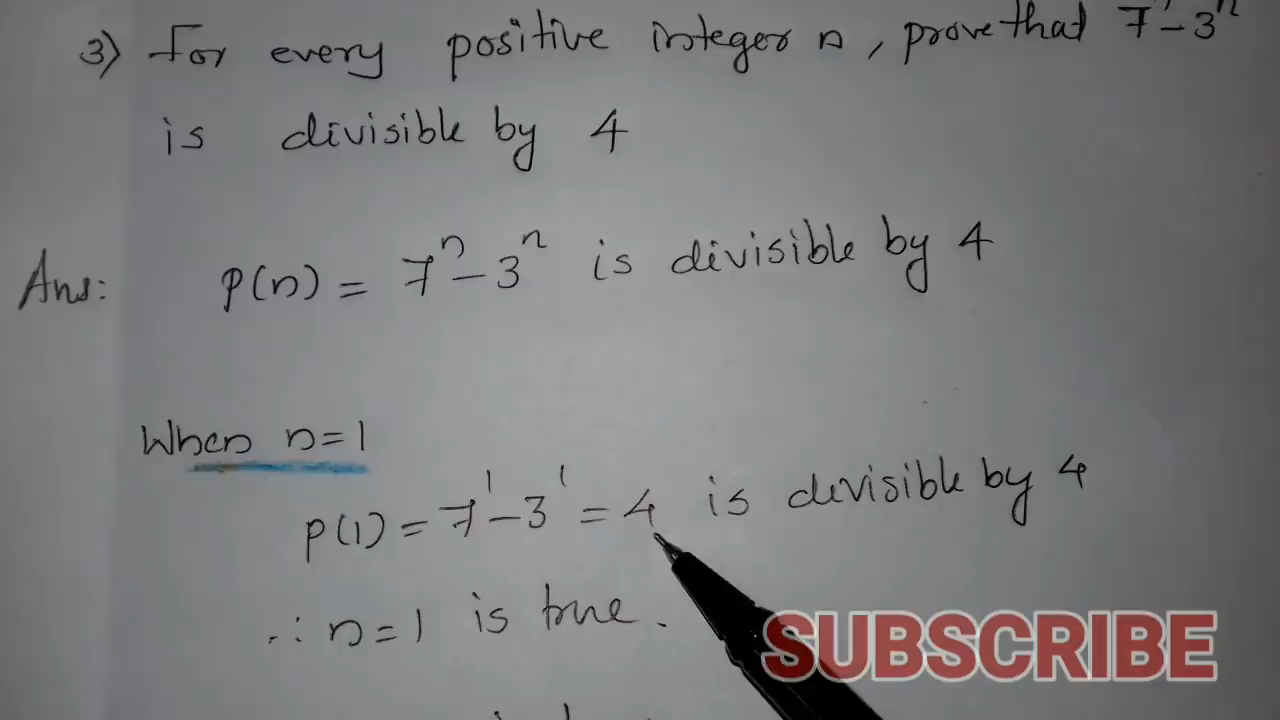 3) For every positive integer n, prove that 7ⁿ - 3ⁿ
is divisible by 4
Ans: P(n) = 7ⁿ - 3ⁿ is divisible by 4
When n=1
P(1) = 7¹ - 3¹ = 4 is divisible by 4
∴ n=1 is true.
SUBSCRIBE